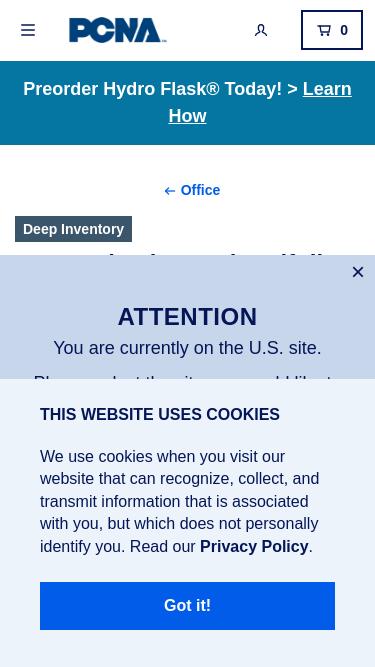 PCNA
0
Preorder Hydro Flask® Today! > Learn
How
← Office
Deep Inventory
×
ATTENTION
You are currently on the U.S. site.
THIS WEBSITE USES COOKIES
We use cookies when you visit our
website that can recognize, collect, and
transmit information that is associated
with you, but which does not personally
identify you. Read our Privacy Policy.
Got it!